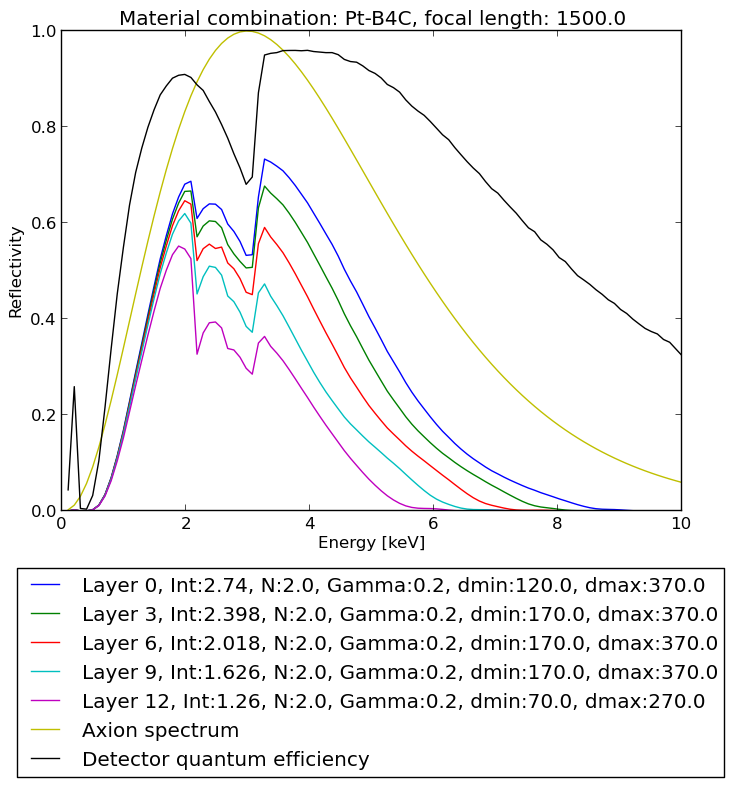 Material combination: Pt-B4C, focal length: 1500.0
1.0
0.8
0.6
0.4
0.2
0.0
Reflectivity
0 2 4 6 8 10
Energy [keV]
Layer 0, Int:2.74, N:2.0, Gamma:0.2, dmin:120.0, dmax:370.0
Layer 3, Int:2.398, N:2.0, Gamma:0.2, dmin:170.0, dmax:370.0
Layer 6, Int:2.018, N:2.0, Gamma:0.2, dmin:170.0, dmax:370.0
Layer 9, Int:1.626, N:2.0, Gamma:0.2, dmin:170.0, dmax:370.0
Layer 12, Int:1.26, N:2.0, Gamma:0.2, dmin:70.0, dmax:270.0
Axion spectrum
Detector quantum efficiency